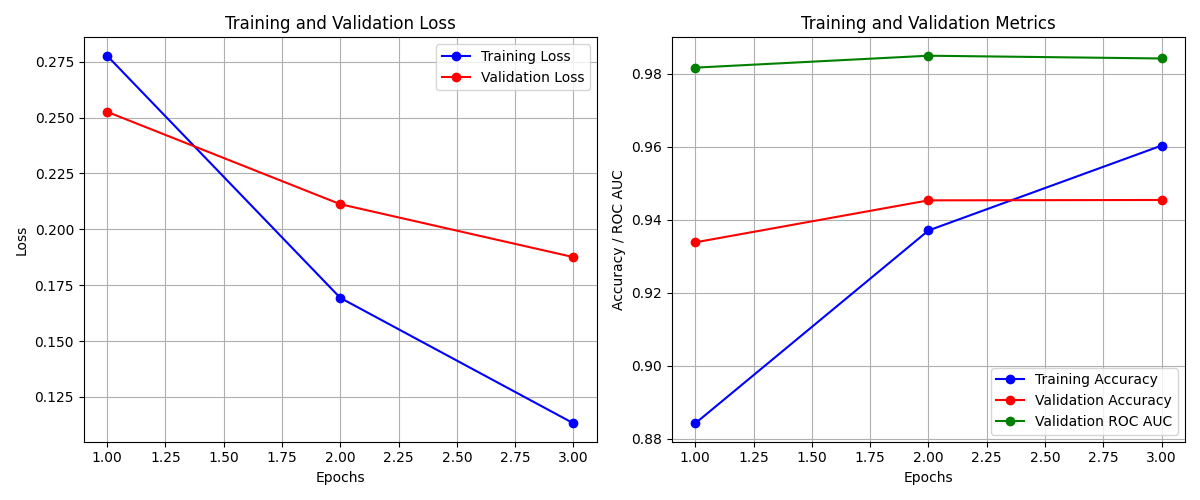 Training and Validation Loss
Training Loss
Validation Loss
0.275
0.250
0.225
0.200
0.175
0.150
0.125
Loss
1.00 1.25 1.50 1.75 2.00 2.25 2.50 2.75 3.00
Epochs
Training and Validation Metrics
0.98
0.96
0.94
0.92
0.90
0.88
Accuracy / ROC AUC
Training Accuracy
Validation Accuracy
Validation ROC AUC
1.00 1.25 1.50 1.75 2.00 2.25 2.50 2.75 3.00
Epochs